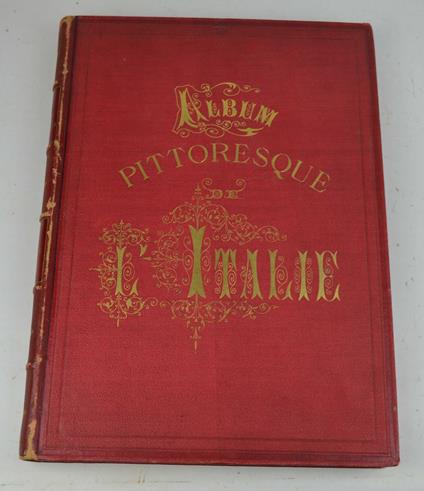 ALBUM
PITTORESQUE
DE
L'ITALIE